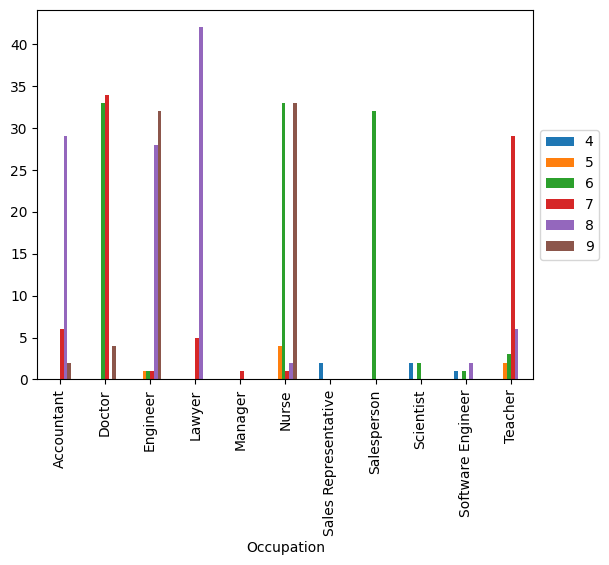 40
35
30
25
20
15
10
5
0
4
5
6
7
8
9
Accountant
Doctor
Engineer
Lawyer
Manager
Nurse
Sales Representative
Salesperson
Scientist
Software Engineer
Teacher
Occupation